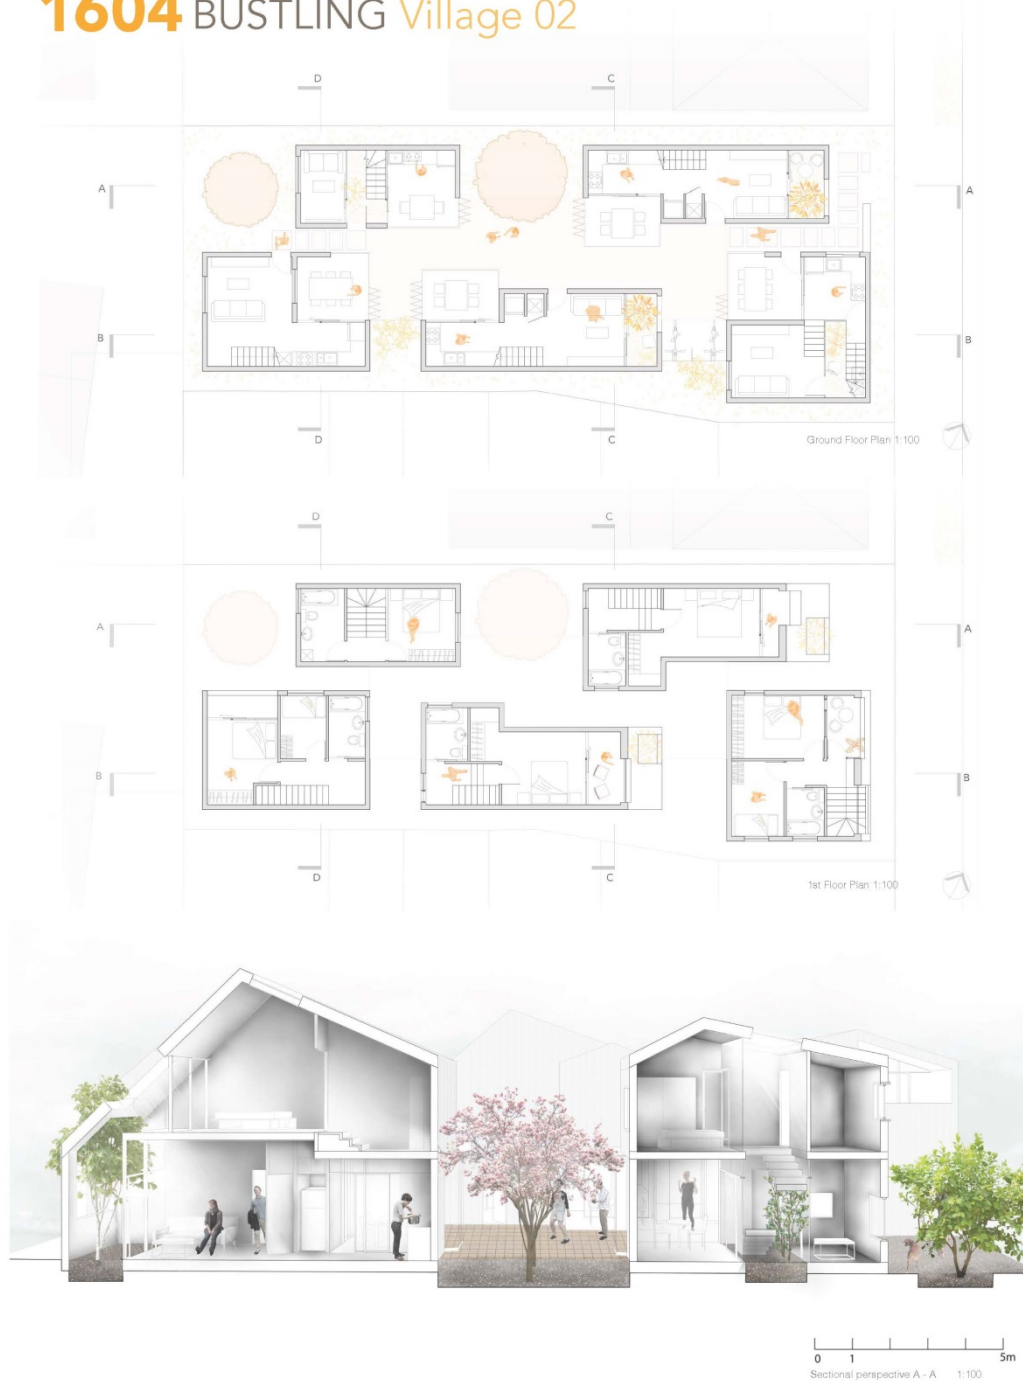 1604 BUSTLING Village 02
D C
A A
B B
D C
Ground Floor Plan 1:100
D C
A A
B B
D C
1st Floor Plan 1:100
0 1 5m
Sectional perspective A - A 1:100